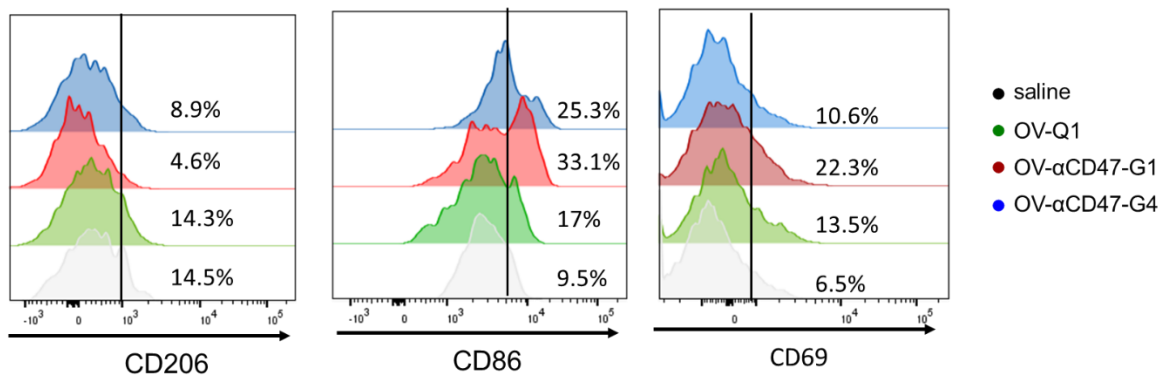 8.9%
4.6%
14.3%
14.5%
-10³ 0 10³ 10⁴ 10⁵
CD206
25.3%
33.1%
17%
9.5%
-10³ 0 10³ 10⁴ 10⁵
CD86
10.6%
22.3%
13.5%
6.5%
0 10⁴ 10⁵
CD69
saline
OV-Q1
OV-αCD47-G1
OV-αCD47-G4